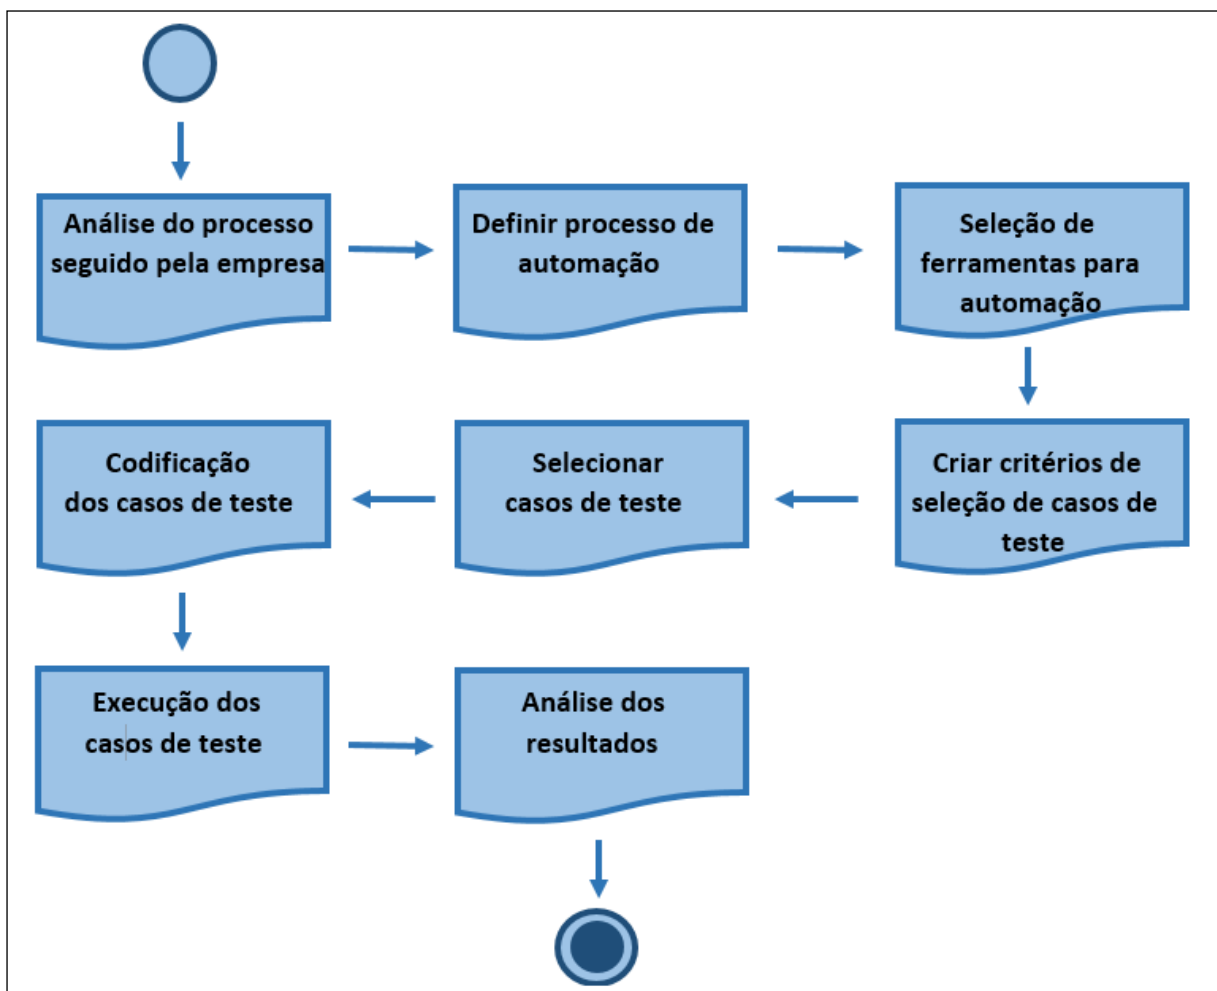 Análise do processo
seguido pela empresa
Definir processo de
automação
Seleção de
ferramentas para
automação
Criar critérios de
seleção de casos de
teste
Selecionar
casos de teste
Codificação
dos casos de teste
Execução dos
casos de teste
Análise dos
resultados